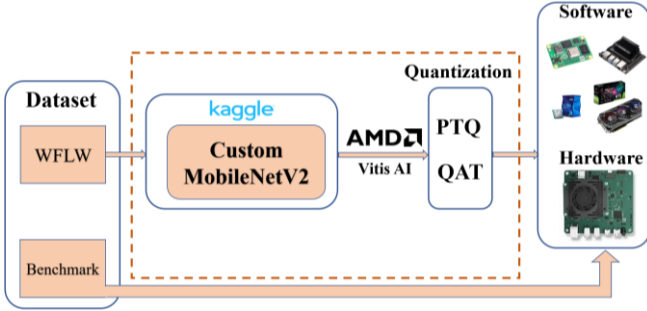 Software
Quantization
Dataset
kaggle
WFLW
Custom
MobileNetV2
AMD
Vitis AI
PTQ
QAT
Hardware
Benchmark